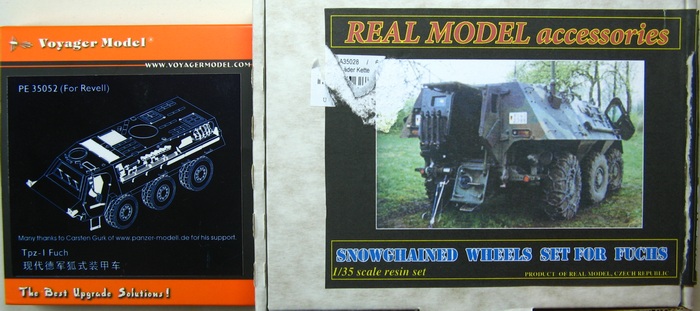 Voyager Model®
WWW.VOYAGERMODEL.COM
PE 35052 (For Revell)
Many thanks to Carsten Gurk of www.panzer-modell.de for his support.
Tpz-1 Fuch
现代德军狐式装甲车
The Best Upgrade Solutions!
REAL MODEL accessories
A35028 /
der Kette
SNOWCHAINED WHEELS SET FOR FUCHS
1/35 scale resin set
PRODUCT OF REAL MODEL, CZECH REPUBLIC